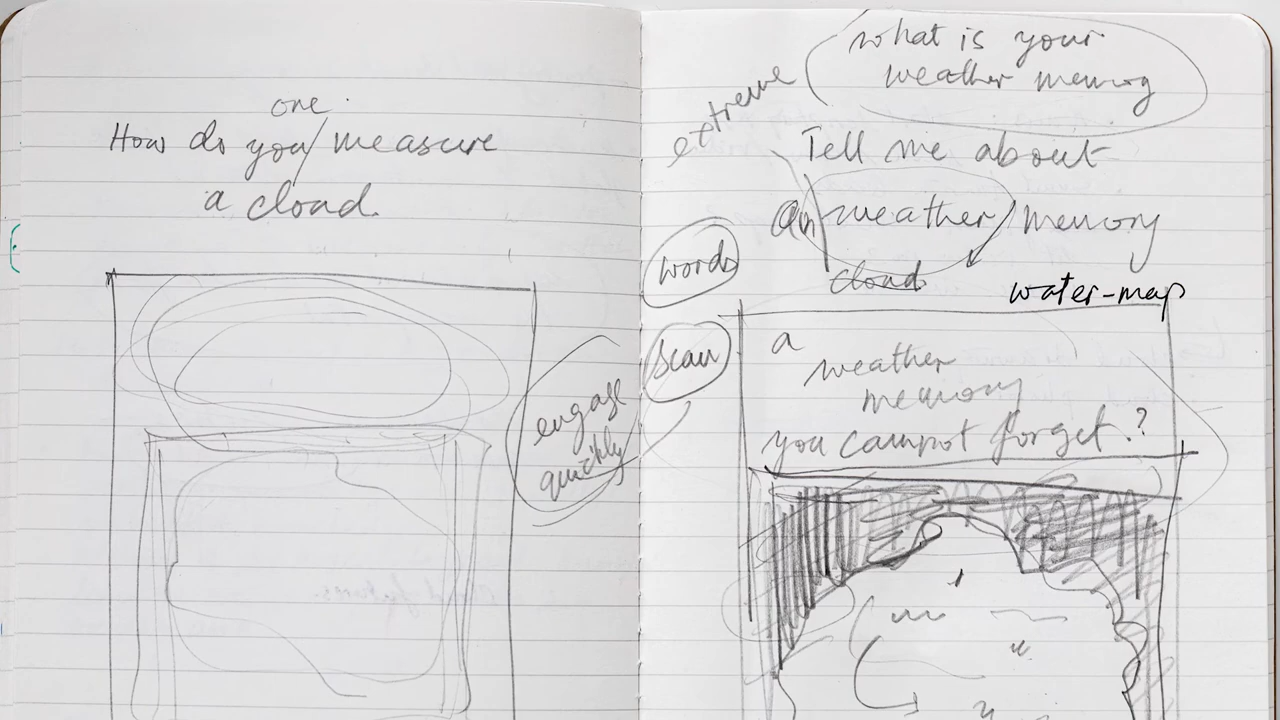 one
How do you/ measure
a cloud.
engage
quickly
what is your
weather memory
extreme
Tell me about
an weather/ memory
cloud
words
water-map
scan
a
weather
memory
you cannot forget.?